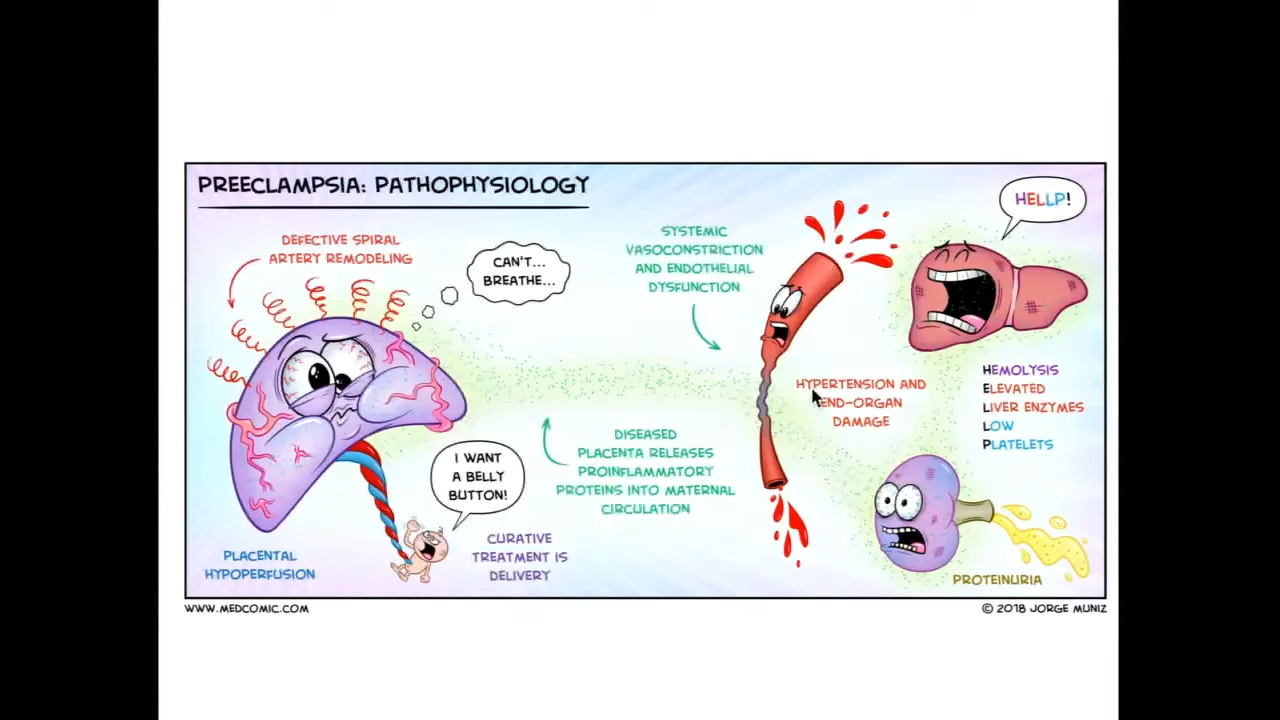 PREECLAMPSIA: PATHOPHYSIOLOGY
DEFECTIVE SPIRAL
ARTERY REMODELING
CAN'T...
BREATHE...
PLACENTAL
HYPOPERFUSION
I WANT
A BELLY
BUTTON!
CURATIVE
TREATMENT IS
DELIVERY
DISEASED
PLACENTA RELEASES
PROINFLAMMATORY
PROTEINS INTO MATERNAL
CIRCULATION
SYSTEMIC
VASOCONSTRICTION
AND ENDOTHELIAL
DYSFUNCTION
HYPERTENSION AND
END-ORGAN
DAMAGE
HELLP!
HEMOLYSIS
ELEVATED
LIVER ENZYMES
LOW
PLATELETS
PROTEINURIA
WWW.MEDCOMIC.COM
© 2018 JORGE MUNIZ